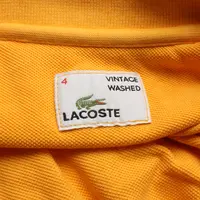 4
VINTAGE
WASHED
LACOSTE